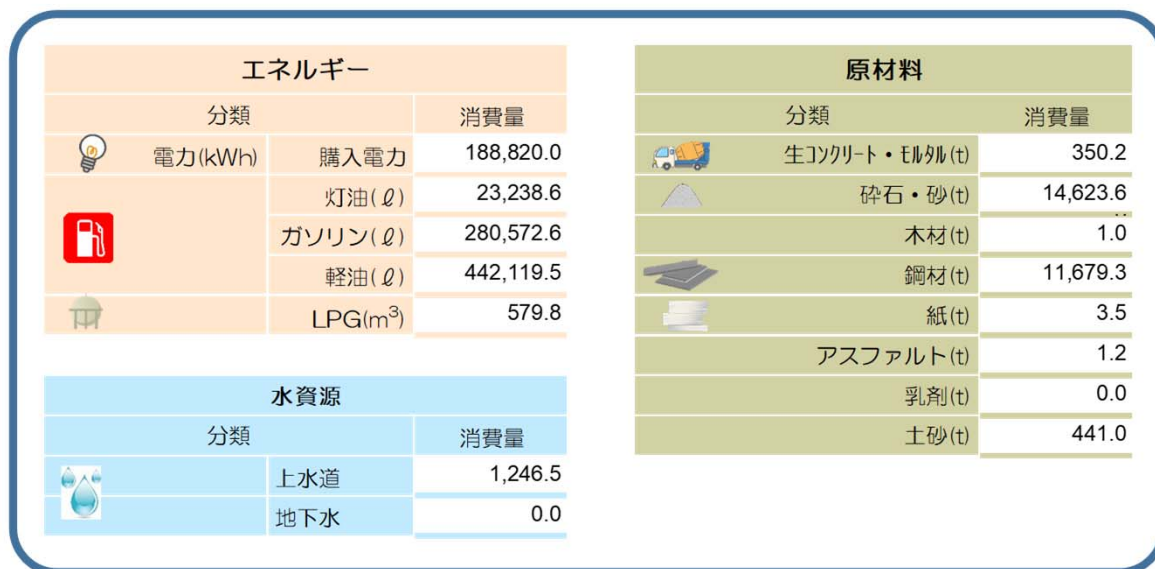 エネルギー
分類 消費量
電力(kWh) 購入電力 188,820.0
灯油(ℓ) 23,238.6
ガソリン(ℓ) 280,572.6
軽油(ℓ) 442,119.5
LPG(m³) 579.8
水資源
分類 消費量
上水道 1,246.5
地下水 0.0
原材料
分類 消費量
生ｺﾝｸﾘｰﾄ・ﾓﾙﾀﾙ(t) 350.2
砕石・砂(t) 14,623.6
木材(t) 1.0
鋼材(t) 11,679.3
紙(t) 3.5
アスファルト(t) 1.2
乳剤(t) 0.0
土砂(t) 441.0